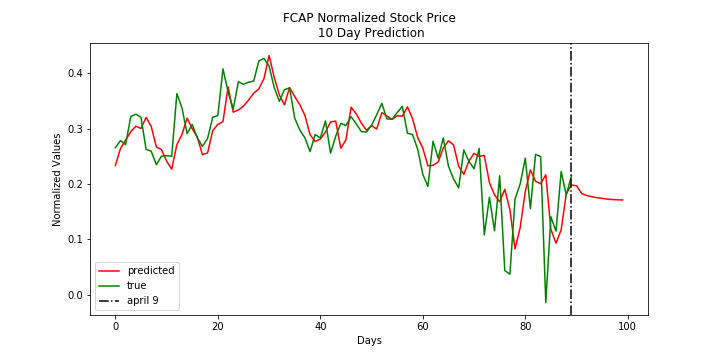 FCAP Normalized Stock Price
10 Day Prediction
Normalized Values
0.4
0.3
0.2
0.1
0.0
predicted
true
april 9
0
20
40
60
80
100
Days